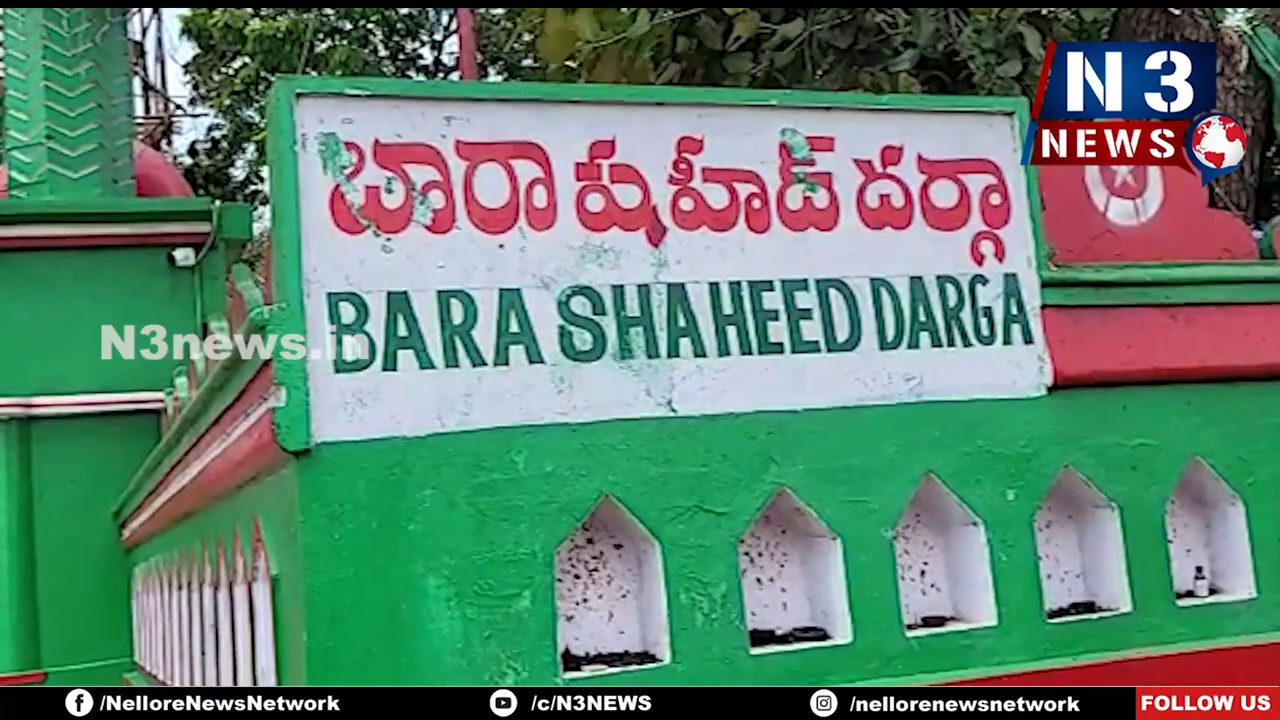 N3
NEWS
బారా షహీద్ దర్గా
BARA SHAHEED DARGA
N3news.in
/NelloreNewsNetwork
/c/N3NEWS
/nellorenewsnetwork
FOLLOW US